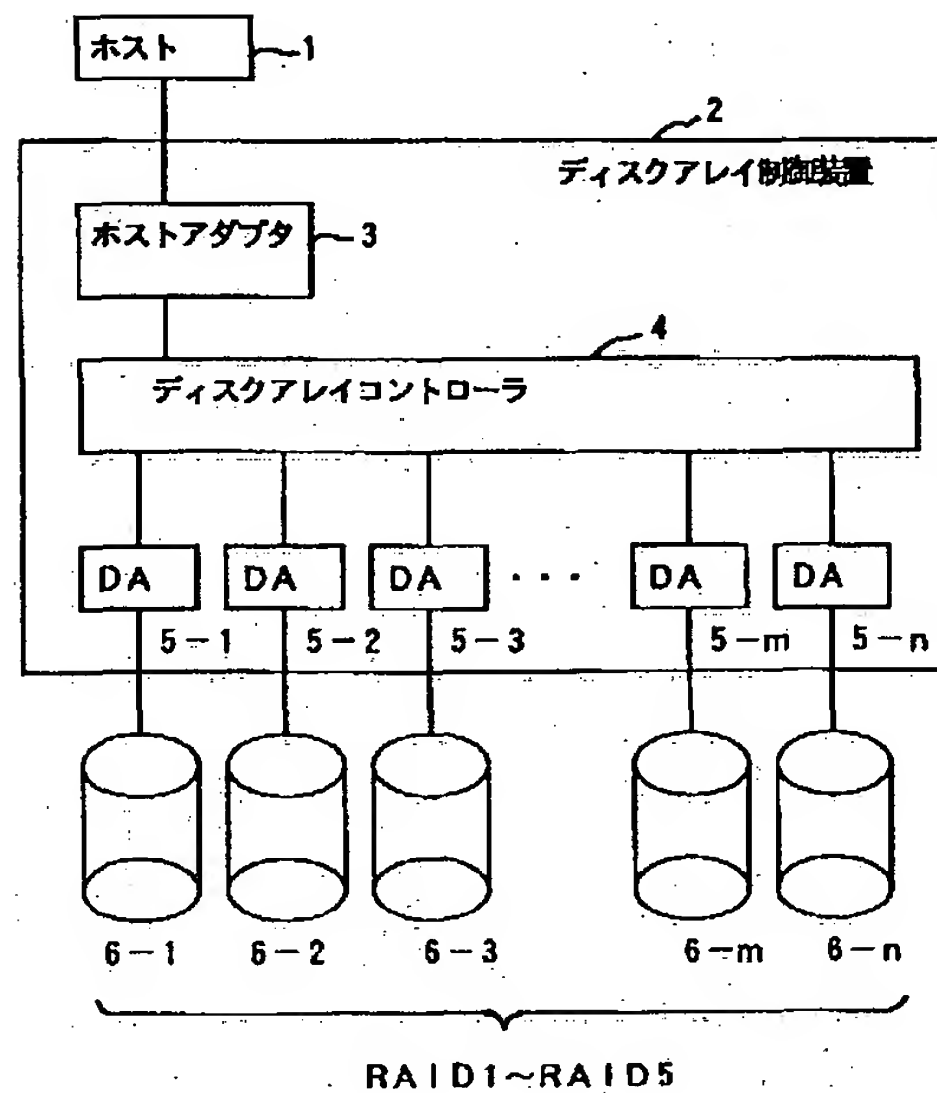 ホスト 1
2
ディスクアレイ制御装置
ホストアダプタ 3
4
ディスクアレイコントローラ
DA DA DA ・・・ DA DA
5-1 5-2 5-3 5-m 5-n
6-1 6-2 6-3 6-m 6-n
RAID1~RAID5